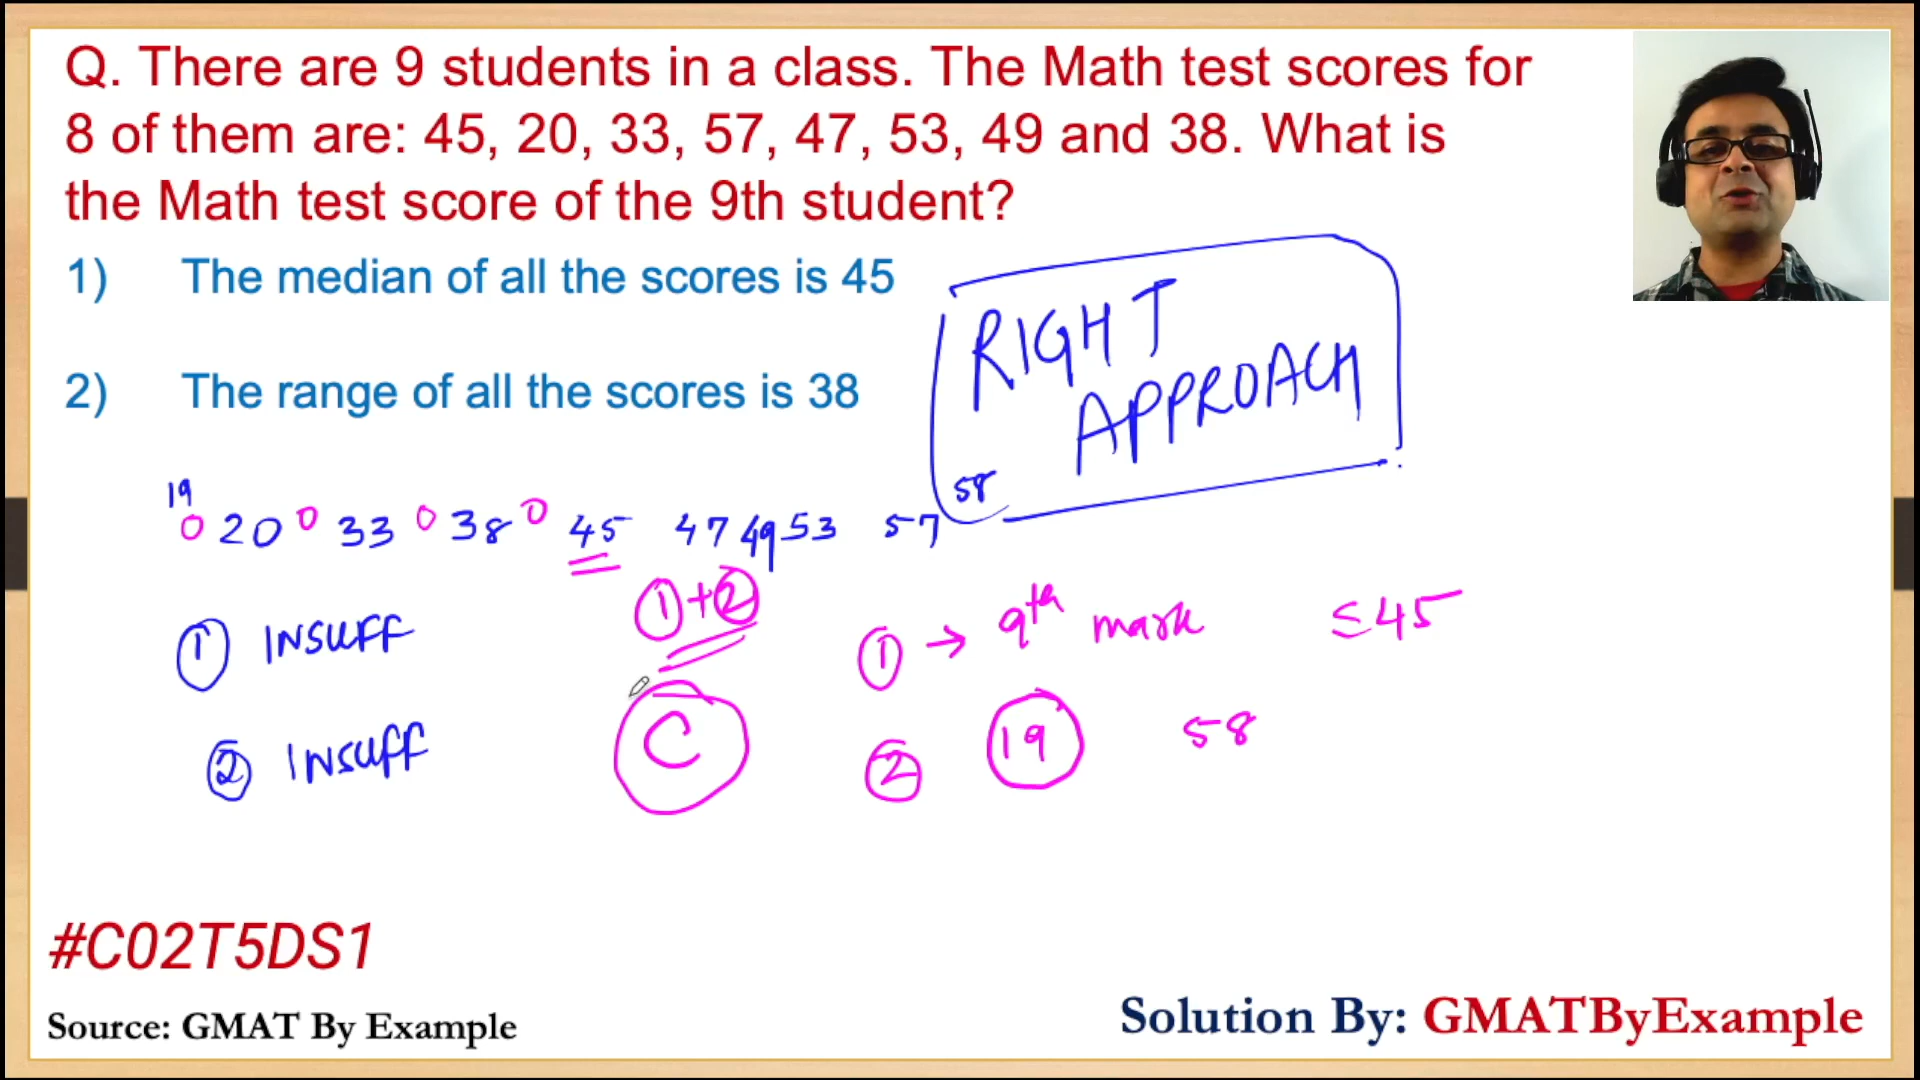 Q. There are 9 students in a class. The Math test scores for
8 of them are: 45, 20, 33, 57, 47, 53, 49 and 38. What is
the Math test score of the 9th student?
1) The median of all the scores is 45
2) The range of all the scores is 38
RIGHT
APPROACH
19 58
0 20 0 33 0 38 0 45 47 49 53 57
1 INSUFF
1+2
1 → 9th mark ≤45
2 INSUFF
C
2 19 58
#C02T5DS1
Source: GMAT By Example
Solution By: GMATByExample